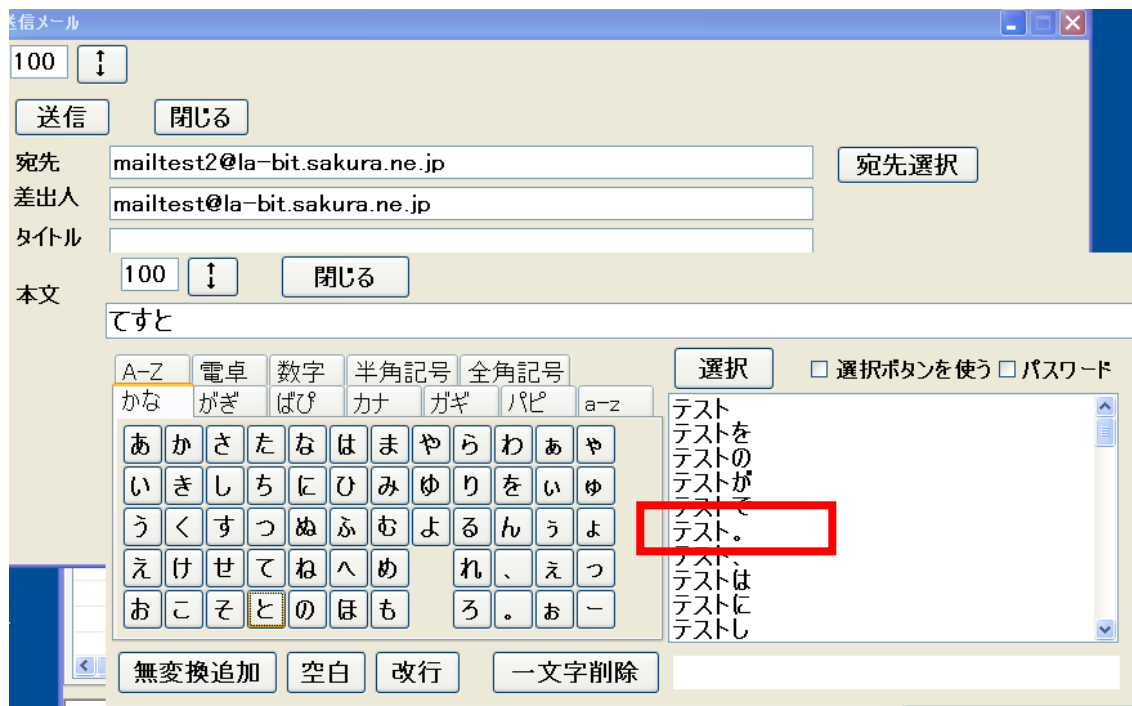 送信メール
100
送信 閉じる
宛先 mailtest2@la-bit.sakura.ne.jp 宛先選択
差出人 mailtest@la-bit.sakura.ne.jp
タイトル
100 閉じる
本文
てすと
A-Z 電卓 数字 半角記号 全角記号
かな がぎ ばぴ カナ ガギ パピ a-z
あ か さ た な は ま や ら わ ぁ ゃ
い き し ち に ひ み ゆ り を ぃ ゅ
う く す つ ぬ ふ む よ る ん ぅ ょ
え け せ て ね へ め れ 、 ぇ っ
お こ そ と の ほ も ろ 。 ぉ ー
無変換追加 空白 改行 一文字削除
選択 選択ボタンを使う パスワード
テスト
テストを
テストの
テストが
テストで
テスト。
テスト、
テストは
テストに
テストし